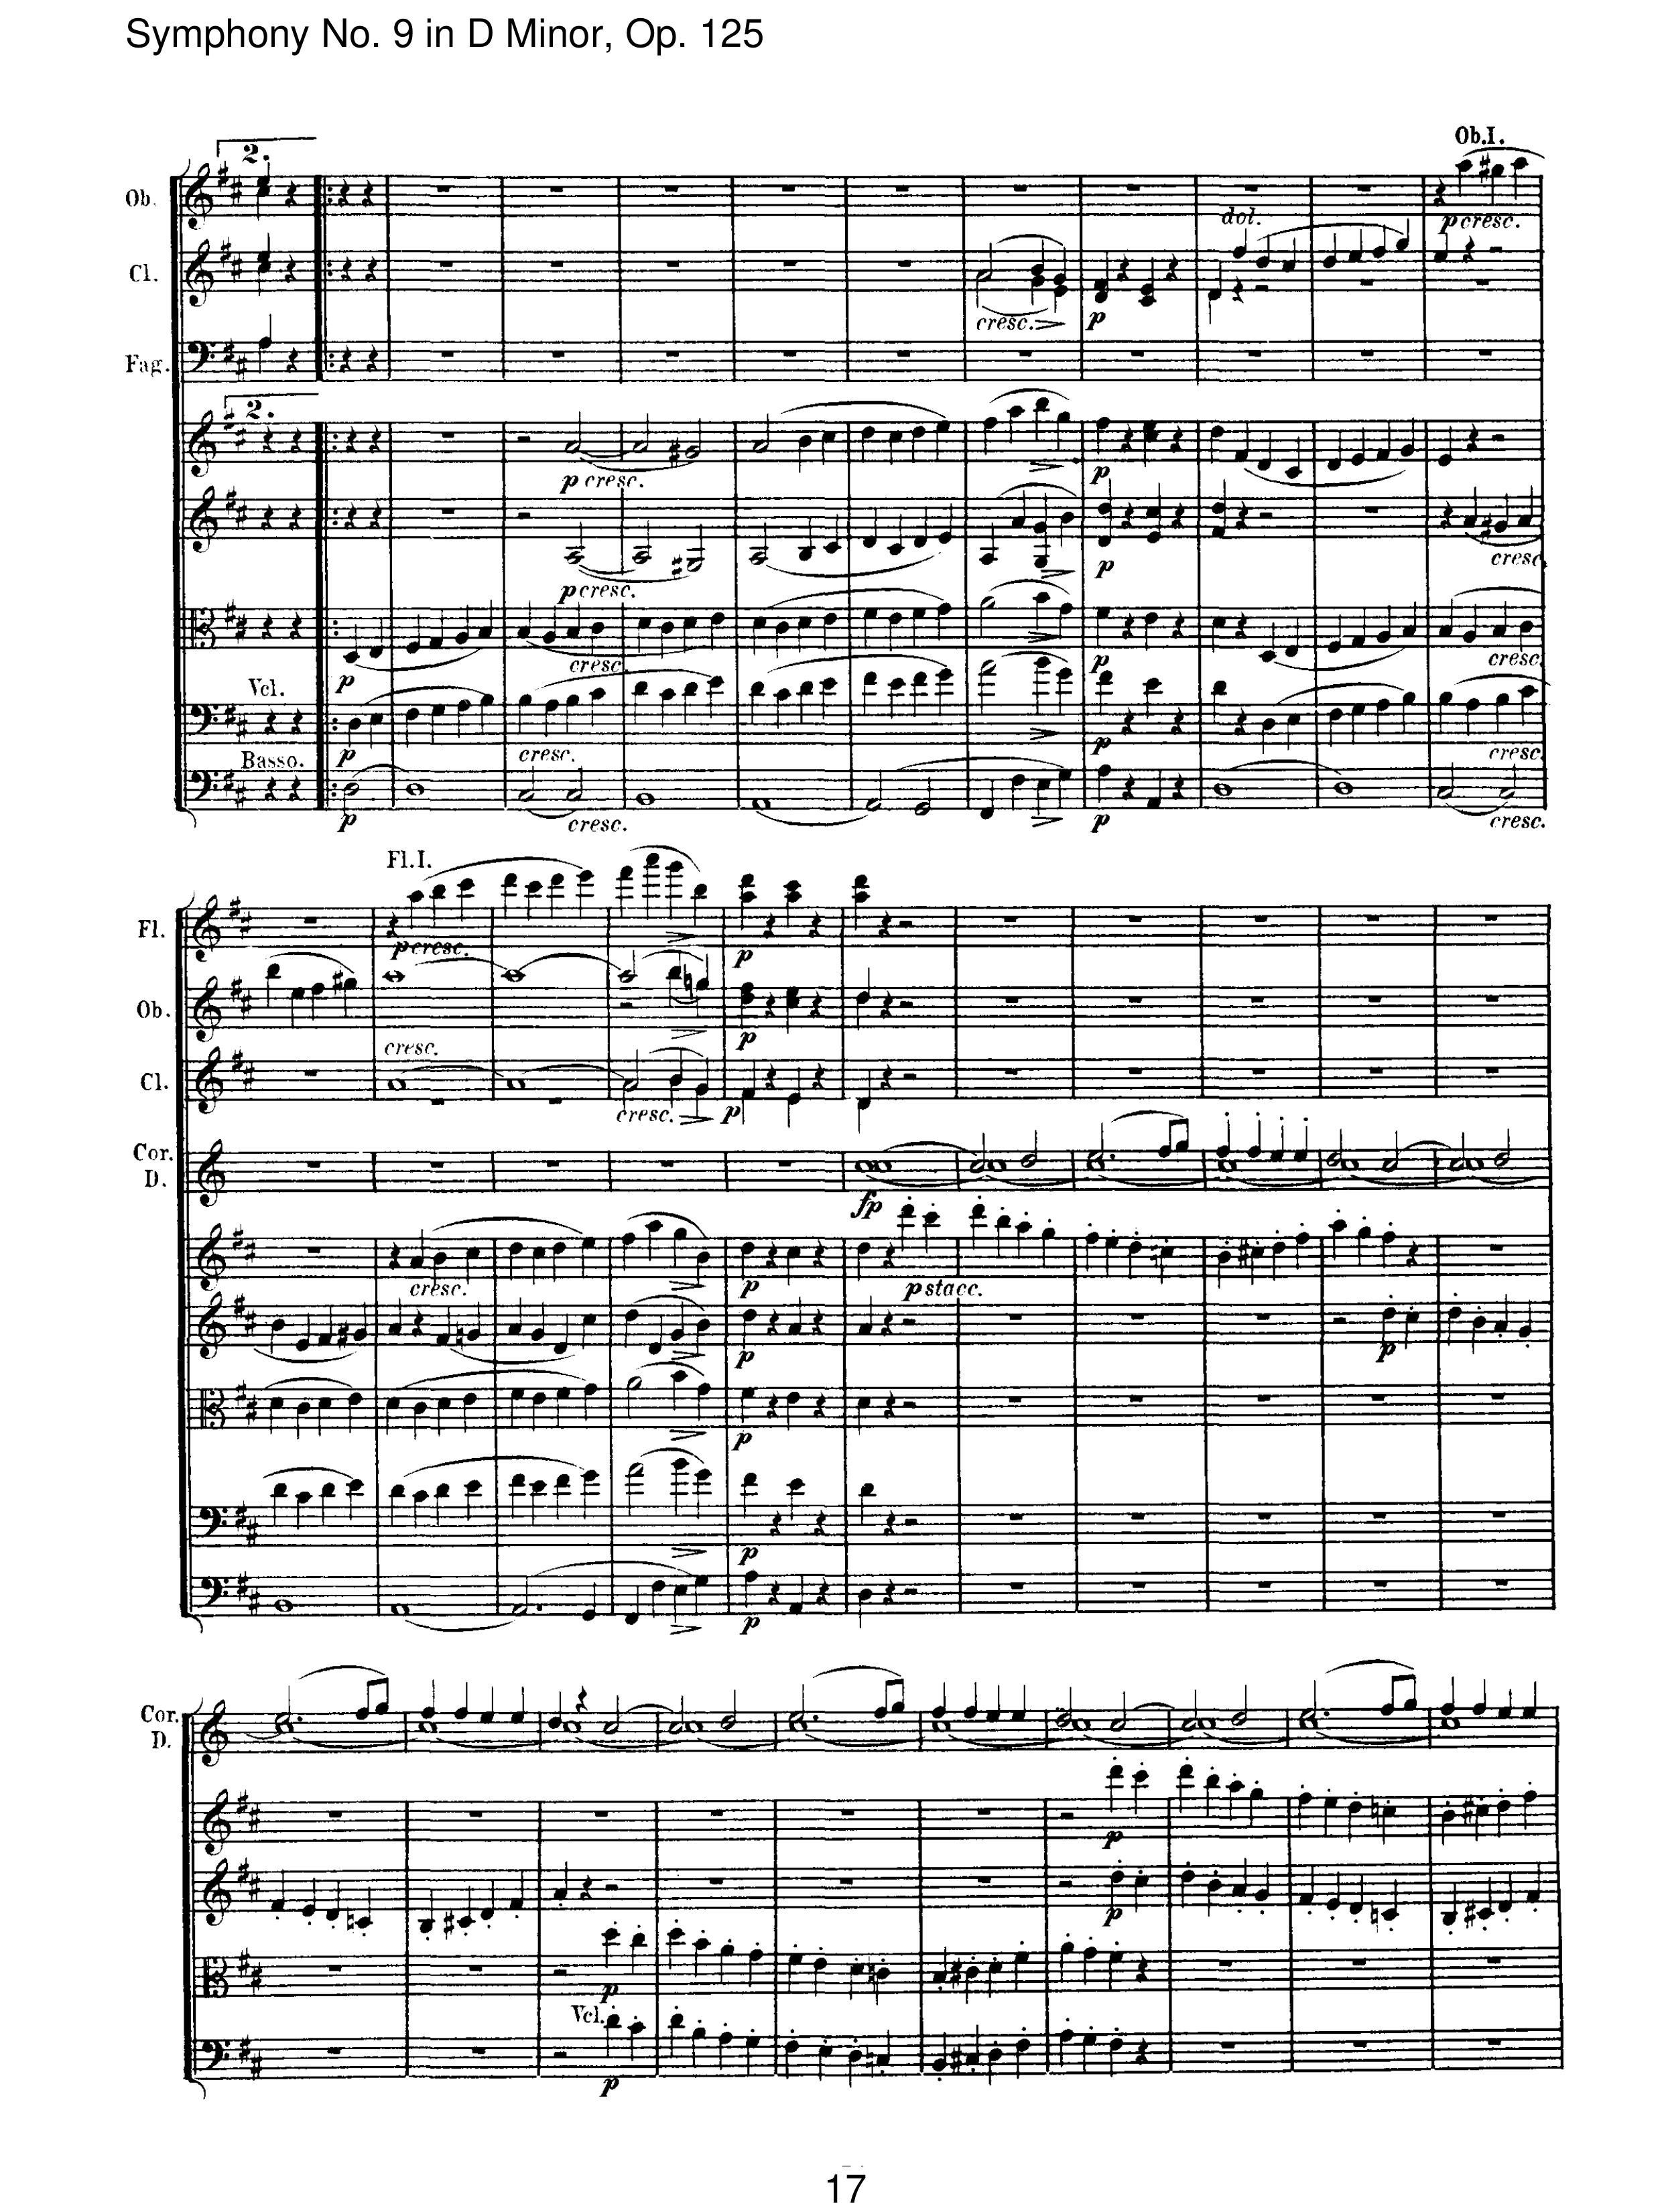 Symphony No. 9 in D Minor, Op. 125
2.
Ob.I.
Ob.
p cresc.
dol.
Cl.
cresc. p
Fag.
2.
p cresc. p
p cresc. p cresc.
p cresc. p cresc.
Vcl.
p cresc. p cresc.
Basso.
p cresc. p cresc.
Fl.I.
Fl.
p cresc. p
Ob.
p
cresc.
Cl.
cresc. p
Cor.
D.
fp
cresc. p p stacc.
p p
p
p
p
Cor.
D.
p
p
p
Vcl.
p
17